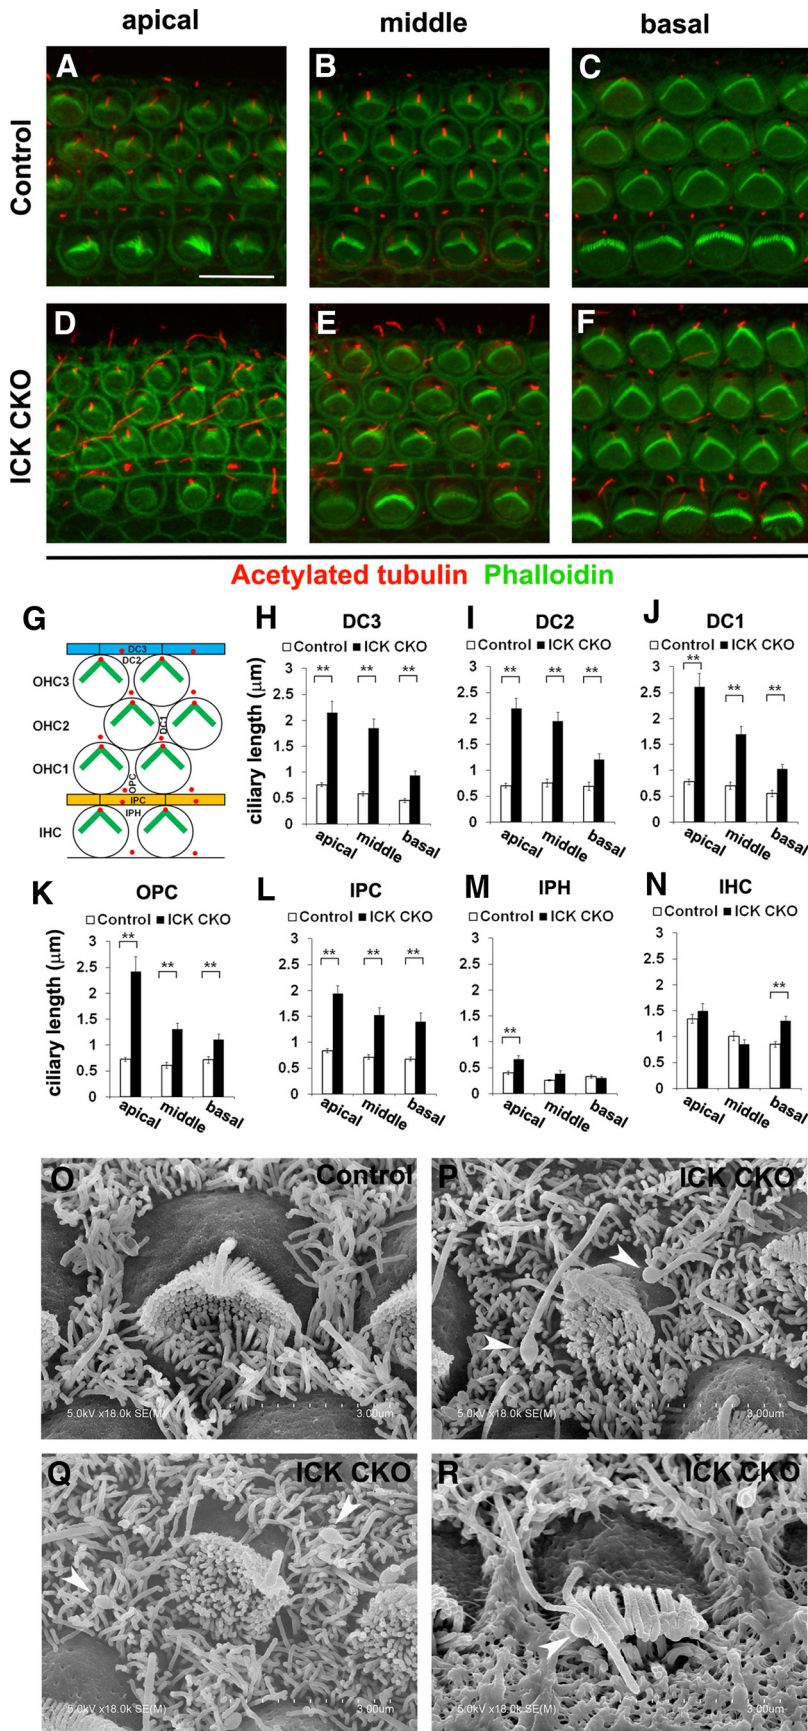 apical middle basal
Control
A B C
ICK CKO
D E F
Acetylated tubulin Phalloidin
G
DC3
DC2
OHC3
OHC2
DC1
OHC1
OPC
IPC
IPH
IHC
H DC3
Control ICK CKO
ciliary length (μm)
3
2.5
2
1.5
1
0.5
0
** ** **
apical middle basal
I DC2
Control ICK CKO
3
2.5
2
1.5
1
0.5
0
** ** **
apical middle basal
J DC1
Control ICK CKO
3
2.5
2
1.5
1
0.5
0
** ** **
apical middle basal
K OPC
Control ICK CKO
ciliary length (μm)
3
2.5
2
1.5
1
0.5
0
** ** **
apical middle basal
L IPC
Control ICK CKO
3
2.5
2
1.5
1
0.5
0
** ** **
apical middle basal
M IPH
Control ICK CKO
3
2.5
2
1.5
1
0.5
0
**
apical middle basal
N IHC
Control ICK CKO
3
2.5
2
1.5
1
0.5
0
**
apical middle basal
O Control
5.0kV x18.0k SE(M) 3.00um
P ICK CKO
5.0kV x18.0k SE(M) 3.00um
Q ICK CKO
5.0kV x18.0k SE(M) 3.00um
R ICK CKO
5.0kV x18.0k SE(M) 3.00um